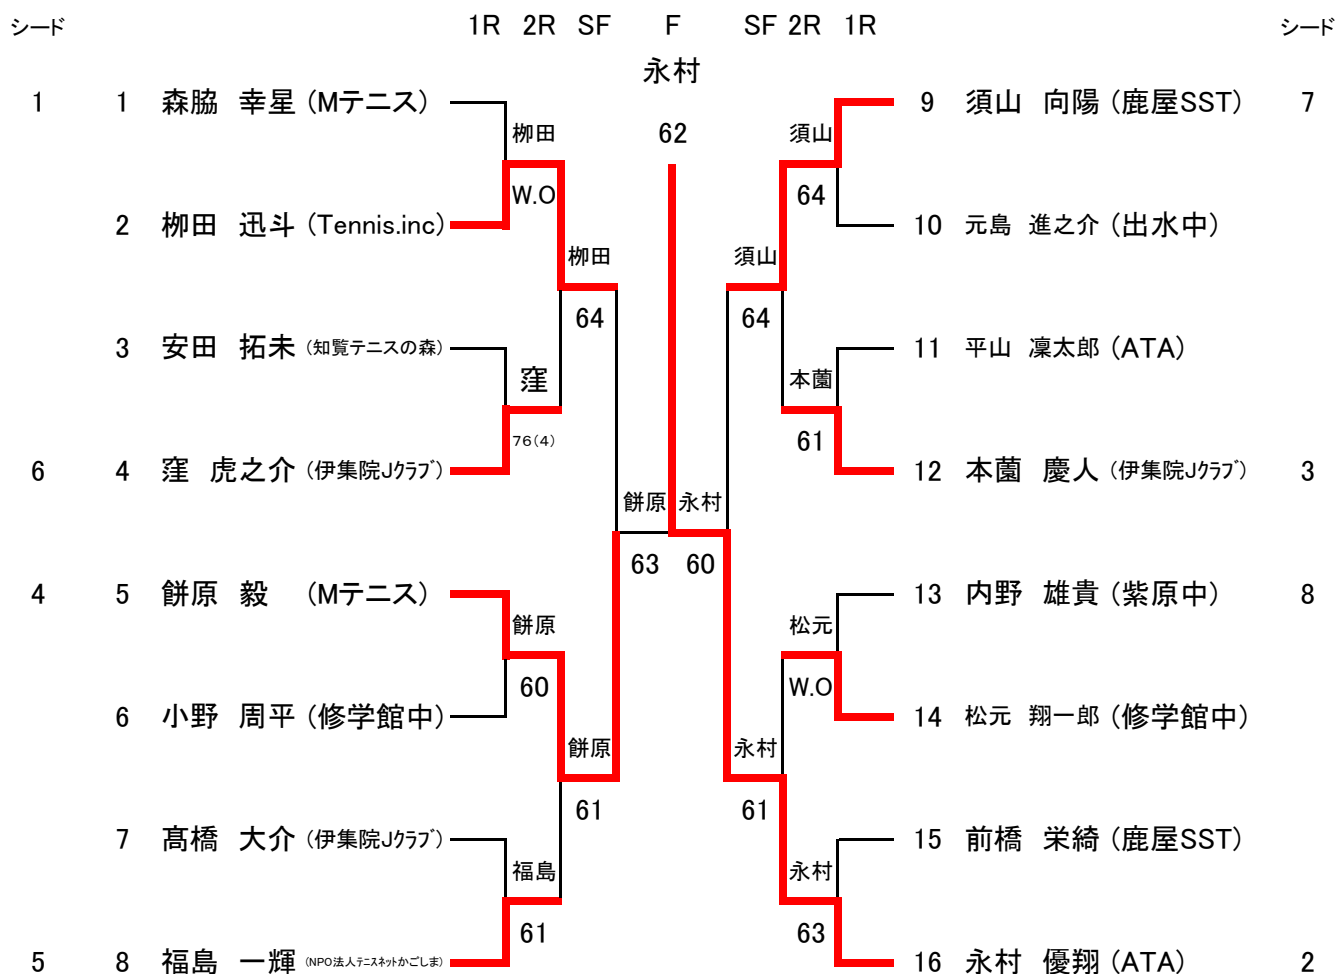 シード 1R 2R SF F SF 2R 1R シード
永村
1 1 森脇 幸星 (Mテニス) 9 須山 向陽 (鹿屋SST) 7
柳田 62 須山
W.O 64
2 柳田 迅斗 (Tennis.inc) 10 元島 進之介 (出水中)
柳田 須山
64 64
3 安田 拓未 (知覧テニスの森) 11 平山 凜太郎 (ATA)
窪 本薗
76(4) 61
6 4 窪 虎之介 (伊集院Jクラブ) 12 本薗 慶人 (伊集院Jクラブ) 3
餅原 永村
63 60
4 5 餅原 毅 (Mテニス) 13 内野 雄貴 (紫原中) 8
餅原 松元
60 W.O
6 小野 周平 (修学館中) 14 松元 翔一郎 (修学館中)
餅原 永村
61 61
7 髙橋 大介 (伊集院Jクラブ) 15 前橋 栄綺 (鹿屋SST)
福島 永村
61 63
5 8 福島 一輝 (NPO法人テニスネットかごしま) 16 永村 優翔 (ATA) 2